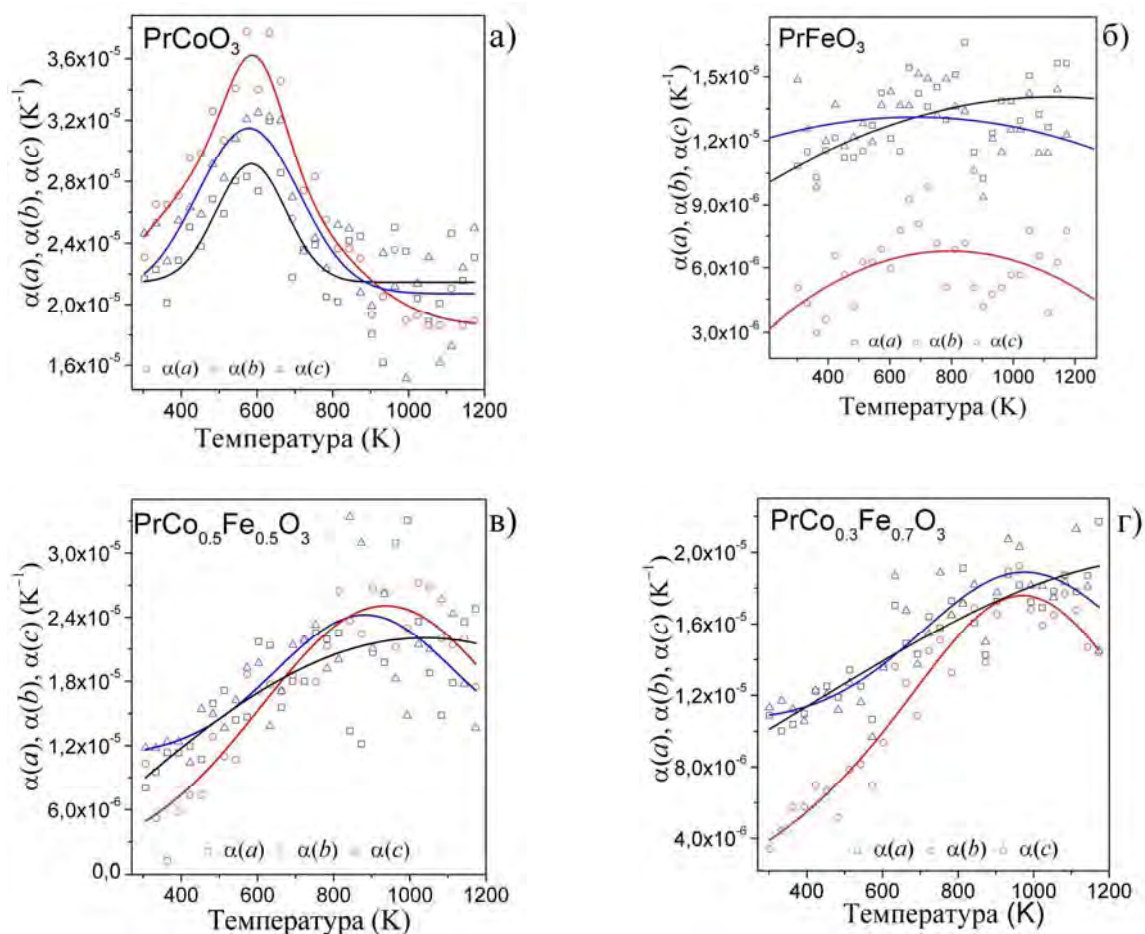 PrCoO₃
а)
α(a), α(b), α(c) (K⁻¹)
3,6x10⁻⁵
3,2x10⁻⁵
2,8x10⁻⁵
2,4x10⁻⁵
2,0x10⁻⁵
1,6x10⁻⁵
α(a) α(b) α(c)
400 600 800 1000 1200
Температура (K)
PrFeO₃
б)
α(a), α(b), α(c) (K⁻¹)
1,5x10⁻⁵
1,2x10⁻⁵
9,0x10⁻⁶
6,0x10⁻⁶
3,0x10⁻⁶
α(a) α(b) α(c)
400 600 800 1000 1200
Температура (K)
PrCo₀.₅Fe₀.₅O₃
в)
α(a), α(b), α(c) (K⁻¹)
3,0x10⁻⁵
2,4x10⁻⁵
1,8x10⁻⁵
1,2x10⁻⁵
6,0x10⁻⁶
0,0
α(a) α(b) α(c)
400 600 800 1000 1200
Температура (K)
PrCo₀.₃Fe₀.₇O₃
г)
α(a), α(b), α(c) (K⁻¹)
2,0x10⁻⁵
1,6x10⁻⁵
1,2x10⁻⁵
8,0x10⁻⁶
4,0x10⁻⁶
α(a) α(b) α(c)
400 600 800 1000 1200
Температура (K)